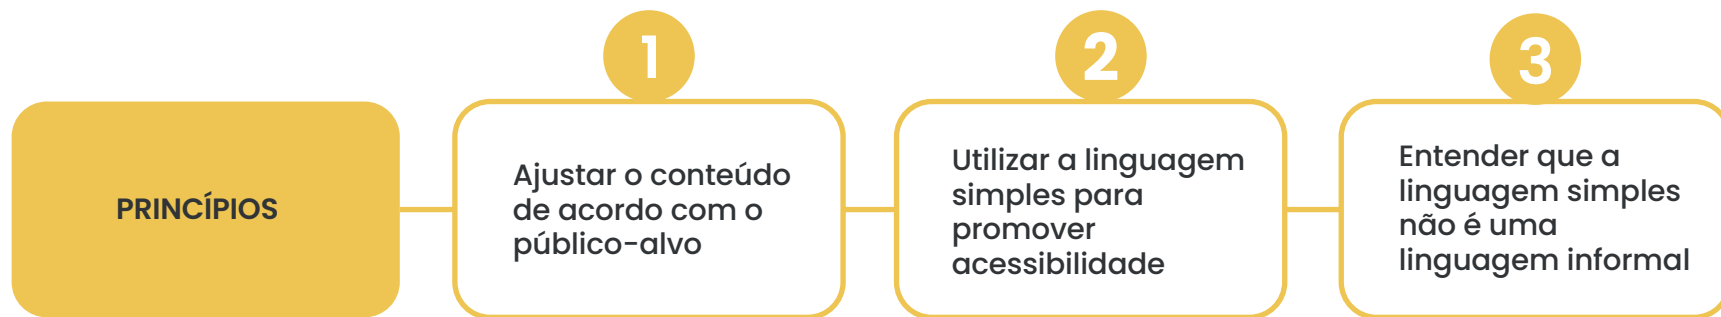 PRINCÍPIOS
1
Ajustar o conteúdo
de acordo com o
público-alvo
2
Utilizar a linguagem
simples para
promover
acessibilidade
3
Entender que a
linguagem simples
não é uma
linguagem informal